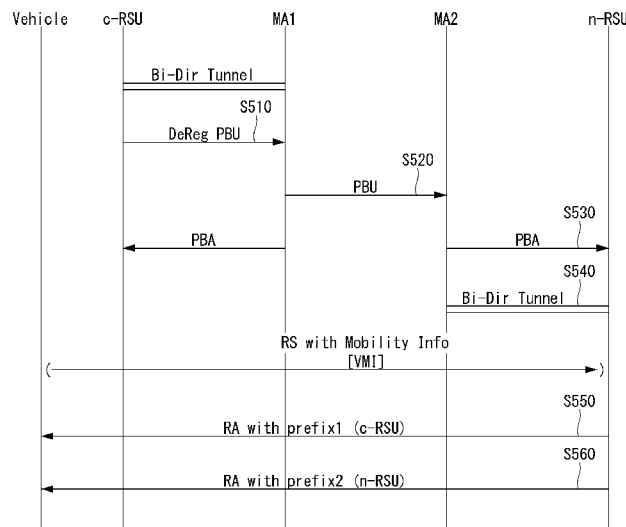 Vehicle c-RSU MA1 MA2 n-RSU
Bi-Dir Tunnel
S510
DeReg PBU
S520
PBU
S530
PBA PBA
S540
Bi-Dir Tunnel
RS with Mobility Info
[VMI]
S550
RA with prefix1 (c-RSU)
S560
RA with prefix2 (n-RSU)